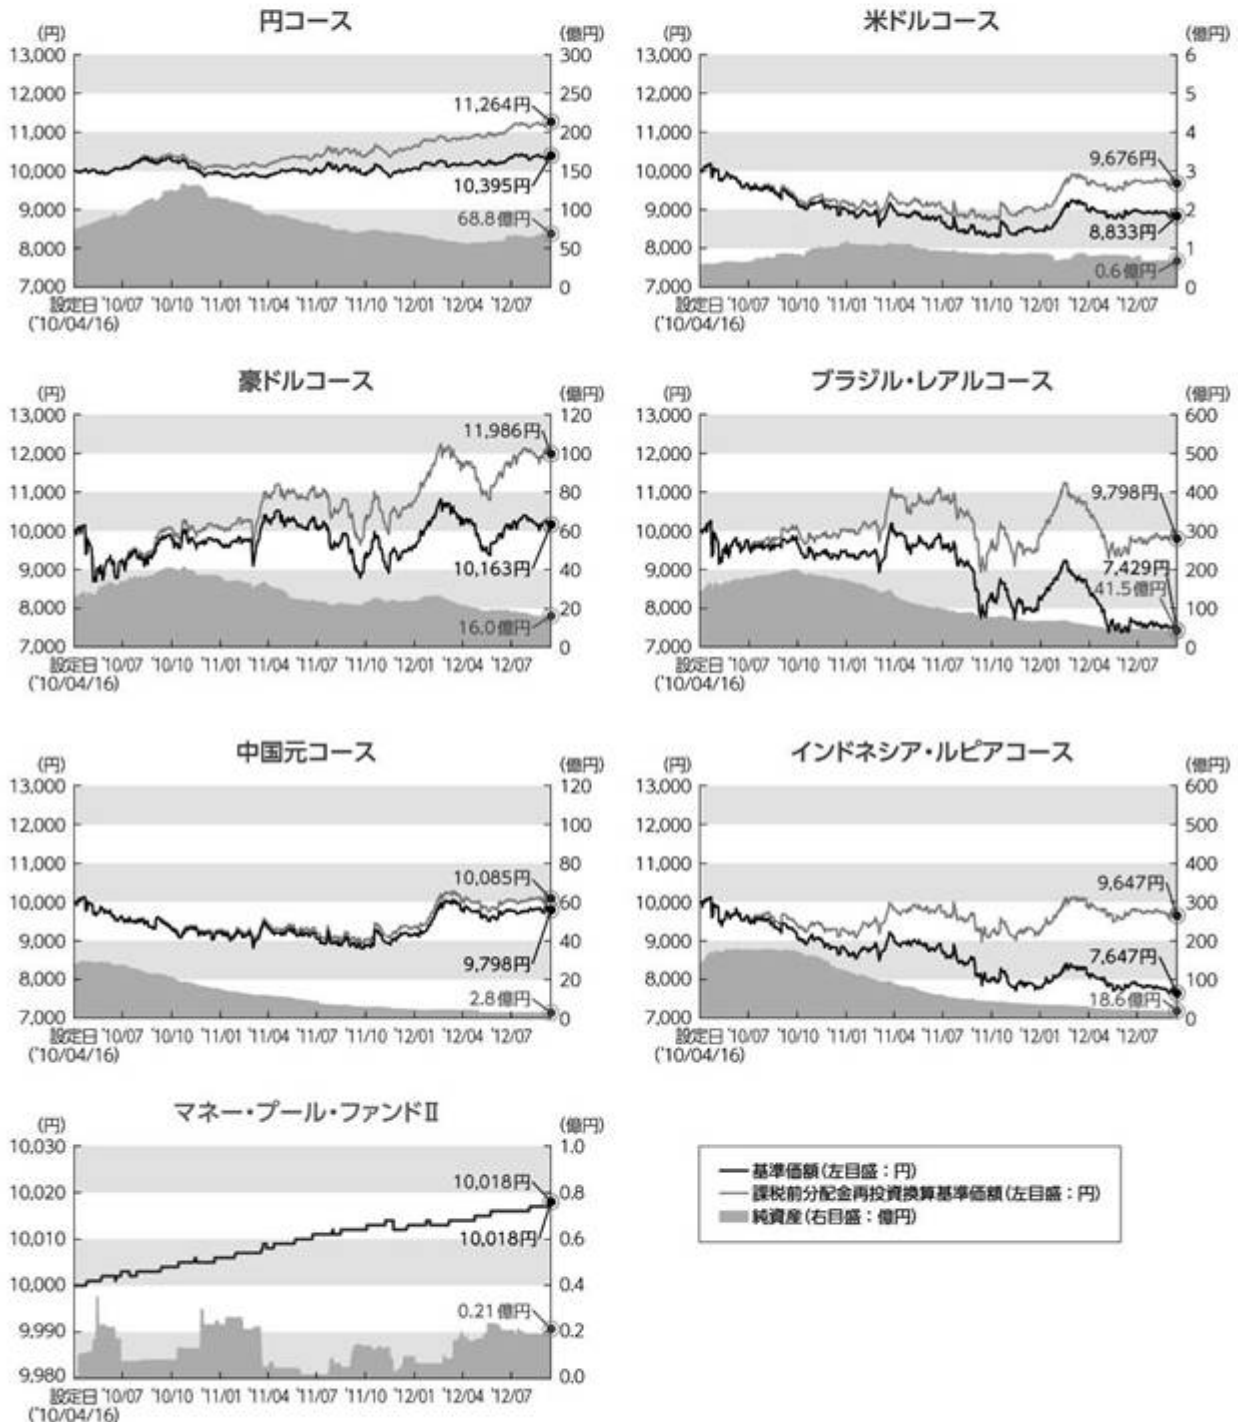 円コース
(円)
(億円)
13,000
12,000
11,000
10,000
9,000
8,000
7,000
300
250
200
150
100
50
0
11,264円
10,395円
68.8億円
設定日 '10/07 '10/10 '11/01 '11/04 '11/07 '11/10 '12/01 '12/04 '12/07
('10/04/16)
米ドルコース
(円)
(億円)
13,000
12,000
11,000
10,000
9,000
8,000
7,000
6
5
4
3
2
1
0
9,676円
8,833円
0.6億円
設定日 '10/07 '10/10 '11/01 '11/04 '11/07 '11/10 '12/01 '12/04 '12/07
('10/04/16)
豪ドルコース
(円)
(億円)
13,000
12,000
11,000
10,000
9,000
8,000
7,000
120
100
80
60
40
20
0
11,986円
10,163円
16.0億円
設定日 '10/07 '10/10 '11/01 '11/04 '11/07 '11/10 '12/01 '12/04 '12/07
('10/04/16)
ブラジル・レアルコース
(円)
(億円)
13,000
12,000
11,000
10,000
9,000
8,000
7,000
600
500
400
300
200
100
0
9,798円
7,429円
41.5億円
設定日 '10/07 '10/10 '11/01 '11/04 '11/07 '11/10 '12/01 '12/04 '12/07
('10/04/16)
中国元コース
(円)
(億円)
13,000
12,000
11,000
10,000
9,000
8,000
7,000
120
100
80
60
40
20
0
10,085円
9,798円
2.8億円
設定日 '10/07 '10/10 '11/01 '11/04 '11/07 '11/10 '12/01 '12/04 '12/07
('10/04/16)
インドネシア・ルピアコース
(円)
(億円)
13,000
12,000
11,000
10,000
9,000
8,000
7,000
600
500
400
300
200
100
0
9,647円
7,647円
18.6億円
設定日 '10/07 '10/10 '11/01 '11/04 '11/07 '11/10 '12/01 '12/04 '12/07
('10/04/16)
マネー・プール・ファンドⅡ
(円)
(億円)
10,030
10,020
10,010
10,000
9,990
9,980
1.0
0.8
0.6
0.4
0.2
0.0
10,018円
10,018円
0.21億円
設定日 '10/07 '10/10 '11/01 '11/04 '11/07 '11/10 '12/01 '12/04 '12/07
('10/04/16)
基準価額(左目盛：円)
課税前分配金再投資換算基準価額(左目盛：円)
純資産(右目盛：億円)